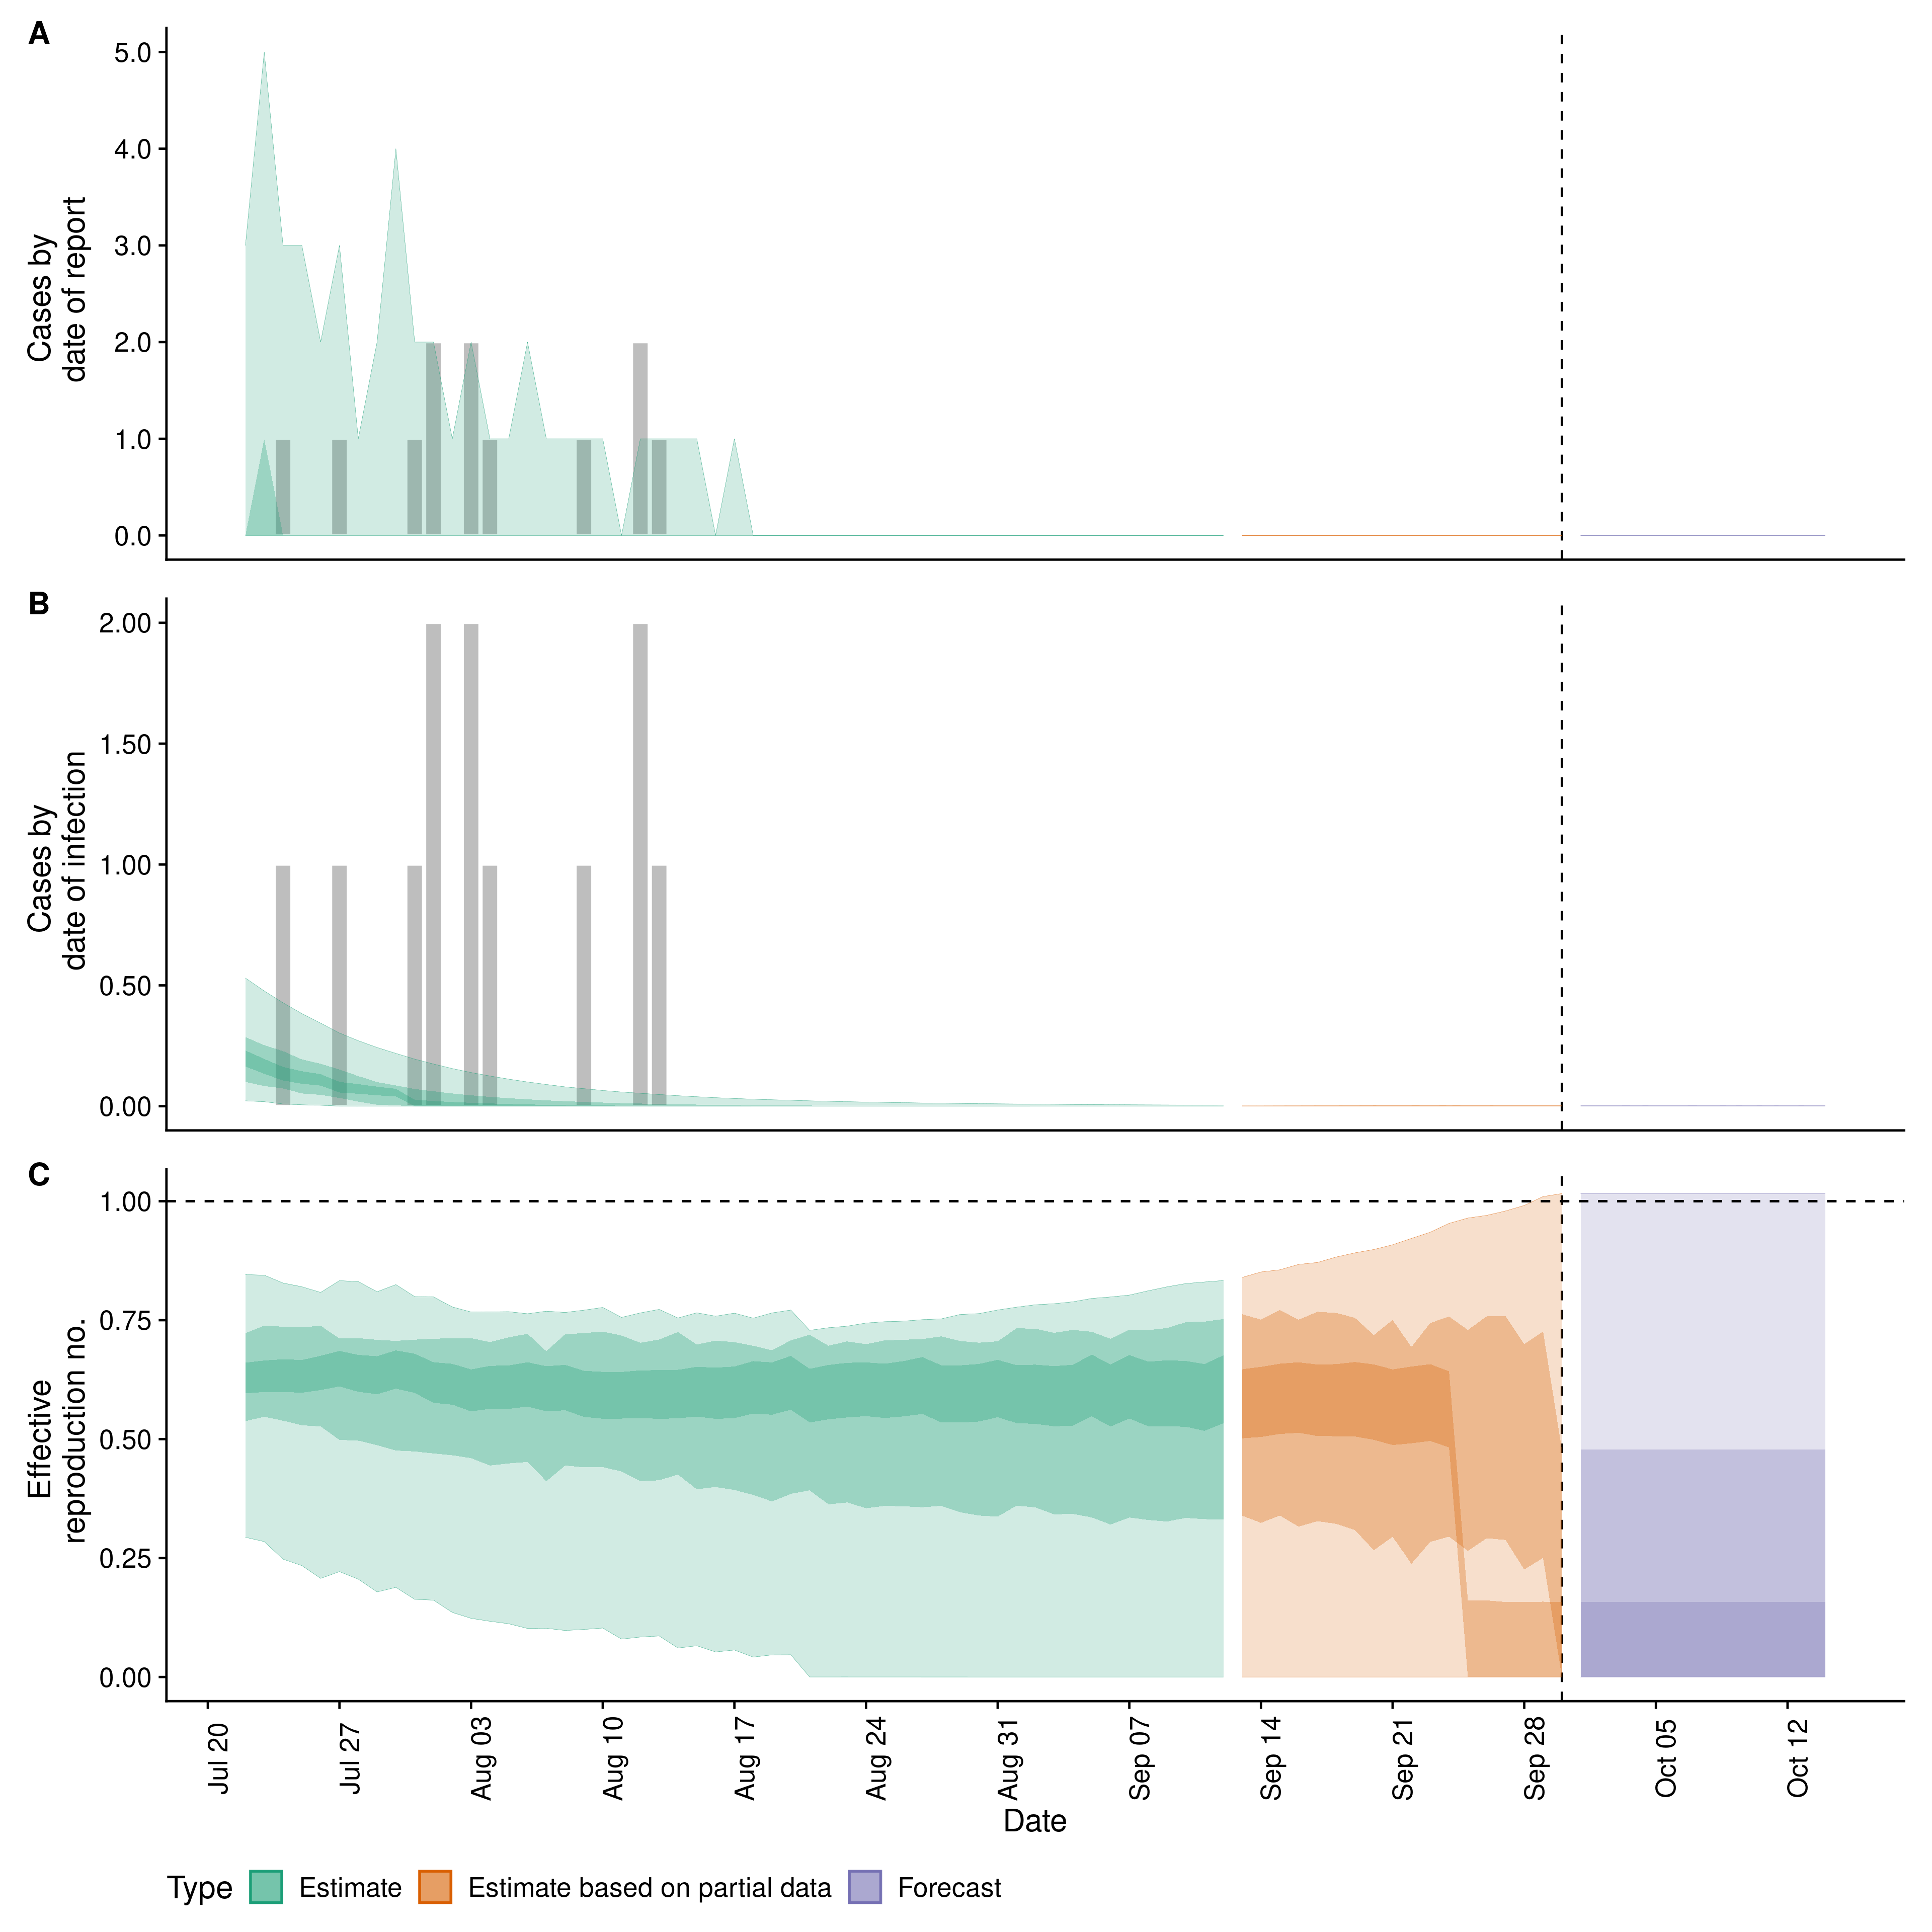 A
5.0
4.0
3.0
2.0
1.0
0.0
Cases by
date of report
B
2.00
1.50
1.00
0.50
0.00
Cases by
date of infection
C
1.00
0.75
0.50
0.25
0.00
Effective
reproduction no.
Jul 20
Jul 27
Aug 03
Aug 10
Aug 17
Aug 24
Aug 31
Sep 07
Sep 14
Sep 21
Sep 28
Oct 05
Oct 12
Date
Type Estimate Estimate based on partial data Forecast